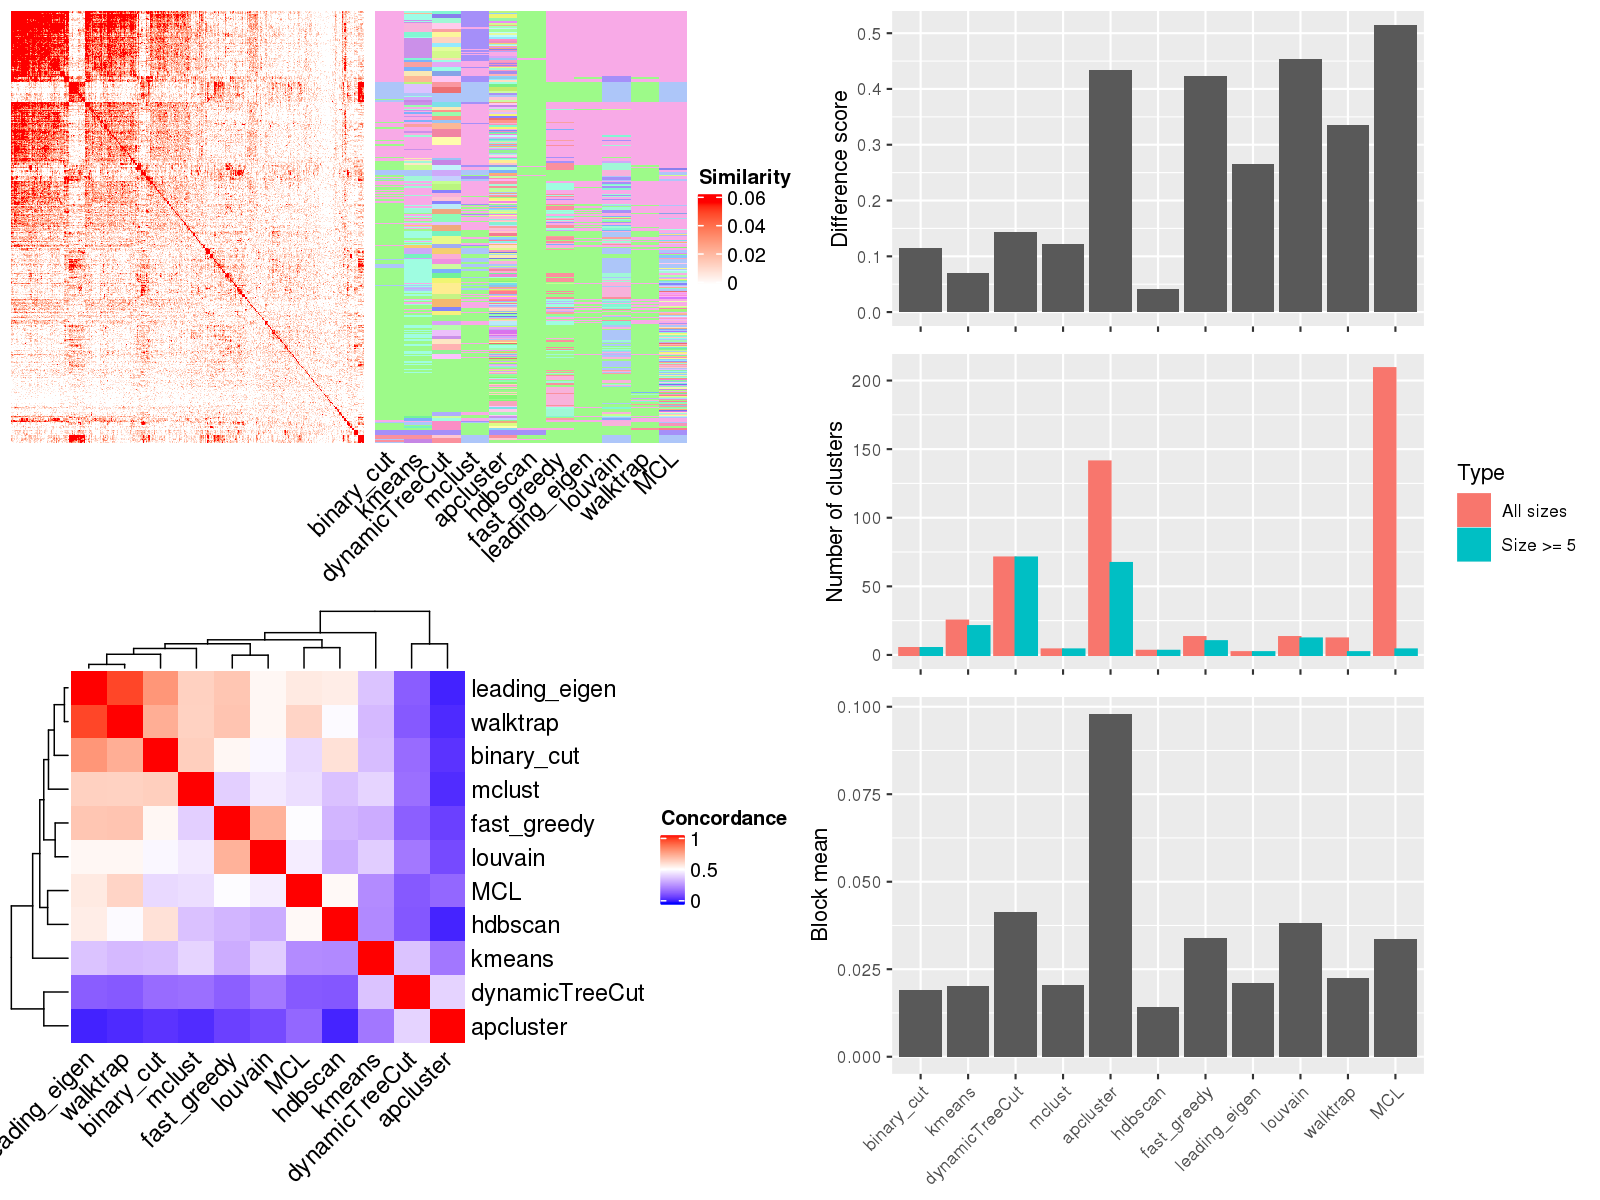 Similarity
0.06
0.04
0.02
0
binary_cut
kmeans
dynamicTreeCut
mclust
apcluster
hdbscan
fast_greedy
leading_eigen
louvain
walktrap
MCL
leading_eigen
walktrap
binary_cut
mclust
fast_greedy
louvain
MCL
hdbscan
kmeans
dynamicTreeCut
apcluster
Concordance
1
0.5
0
eading_eigen
walktrap
binary_cut
mclust
fast_greedy
louvain
MCL
hdbscan
kmeans
dynamicTreeCut
apcluster
Difference score
0.5
0.4
0.3
0.2
0.1
0.0
Number of clusters
200
150
100
50
0
Type
All sizes
Size >= 5
Block mean
0.100
0.075
0.050
0.025
0.000
binary_cut
kmeans
dynamicTreeCut
mclust
apcluster
hdbscan
fast_greedy
leading_eigen
louvain
walktrap
MCL